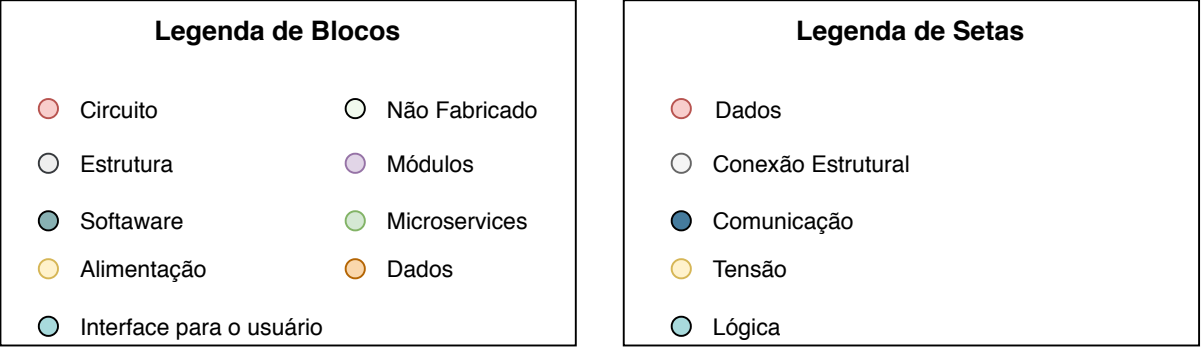 Legenda de Blocos
Circuito
Não Fabricado
Estrutura
Módulos
Softaware
Microservices
Alimentação
Dados
Interface para o usuário
Legenda de Setas
Dados
Conexão Estrutural
Comunicação
Tensão
Lógica